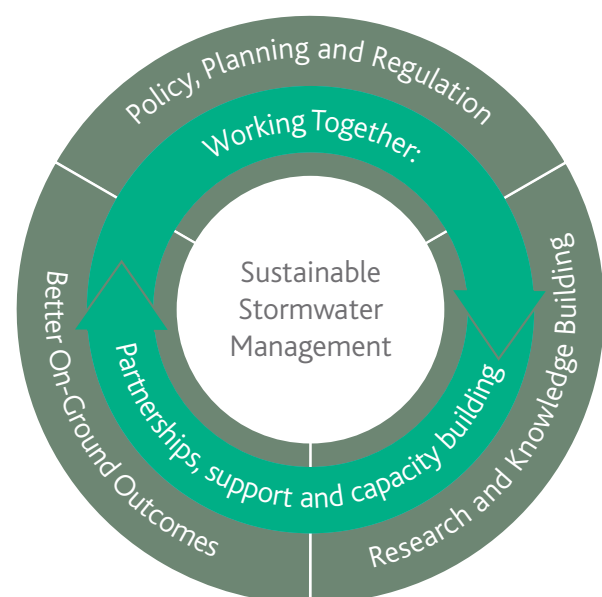 Policy, Planning and Regulation
Working Together:
Sustainable
Stormwater
Management
Partnerships, support and capacity building
Better On-Ground Outcomes
Research and Knowledge Building